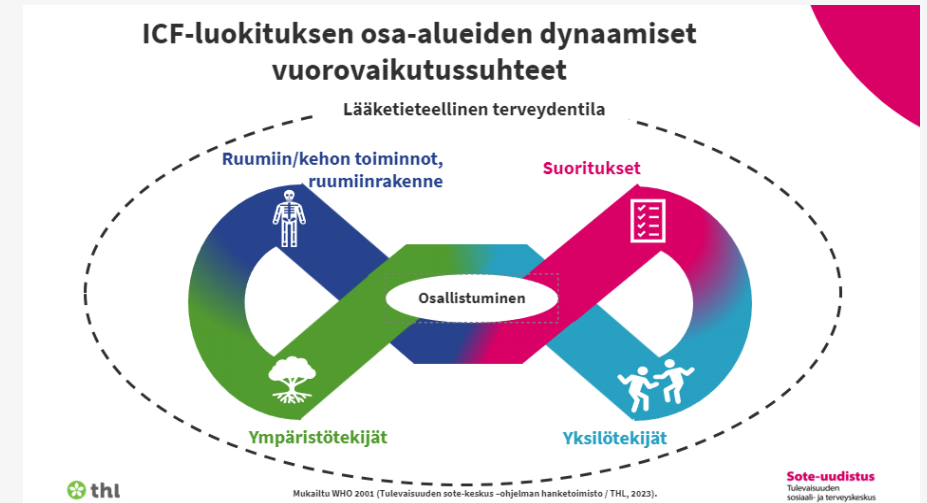 ICF-luokituksen osa-alueiden dynaamiset
vuorovaikutussuhteet
Lääketieteellinen terveydentila
Ruumiin/kehon toiminnot,
ruumiinrakenne
Suoritukset
Osallistuminen
Ympäristötekijät
Yksilötekijät
thl
Mukailtu WHO 2001 (Tulevaisuuden sote-keskus –ohjelman hanketoimisto / THL, 2023).
Sote-uudistus
Tulevaisuuden
sosiaali- ja terveyskeskus